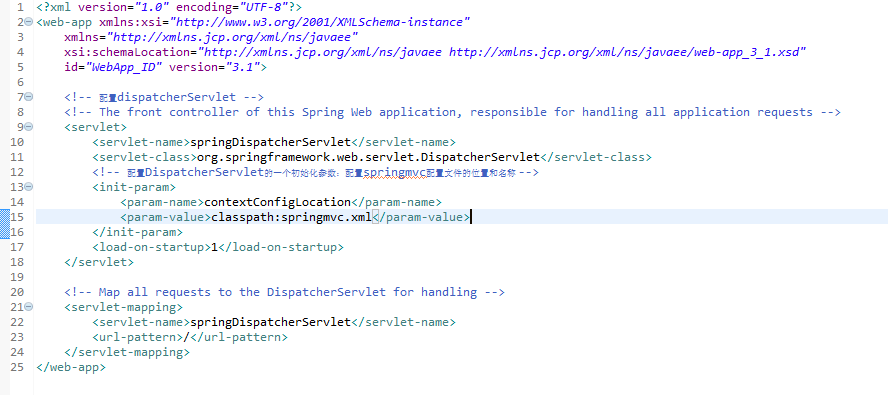 1 <?xml version="1.0" encoding="UTF-8"?>
2 <web-app xmlns:xsi="http://www.w3.org/2001/XMLSchema-instance"
3     xmlns="http://xmlns.jcp.org/xml/ns/javaee"
4     xsi:schemaLocation="http://xmlns.jcp.org/xml/ns/javaee http://xmlns.jcp.org/xml/ns/javaee/web-app_3_1.xsd"
5     id="WebApp_ID" version="3.1">
6
7     <!-- 配置dispatcherServlet -->
8     <!-- The front controller of this Spring Web application, responsible for handling all application requests -->
9     <servlet>
10         <servlet-name>springDispatcherServlet</servlet-name>
11         <servlet-class>org.springframework.web.servlet.DispatcherServlet</servlet-class>
12         <!-- 配置DispatcherServlet的一个初始化参数：配置springmvc配置文件的位置和名称 -->
13         <init-param>
14             <param-name>contextConfigLocation</param-name>
15             <param-value>classpath:springmvc.xml</param-value>
16         </init-param>
17         <load-on-startup>1</load-on-startup>
18     </servlet>
19
20     <!-- Map all requests to the DispatcherServlet for handling -->
21     <servlet-mapping>
22         <servlet-name>springDispatcherServlet</servlet-name>
23         <url-pattern>/</url-pattern>
24     </servlet-mapping>
25 </web-app>